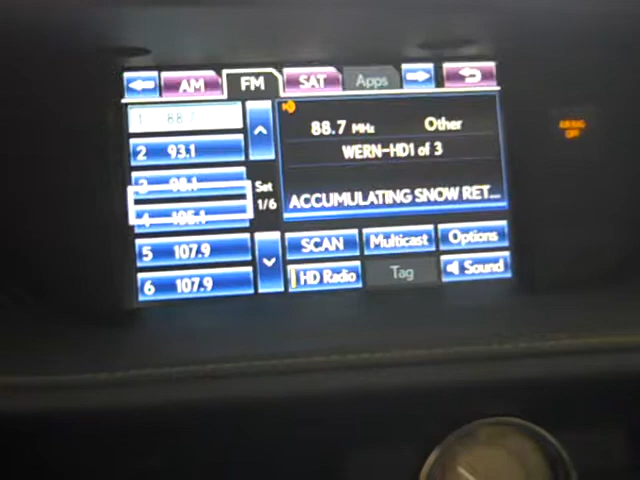 AM FM SAT Apps
1 88.7
2 93.1
3 98.1
4 105.1
5 107.9
6 107.9
Set
1/6
88.7 MHz Other
WERN-HD1 of 3
ACCUMULATING SNOW RET...
SCAN Multicast Options
HD Radio Tag Sound
AIRBAG
OFF